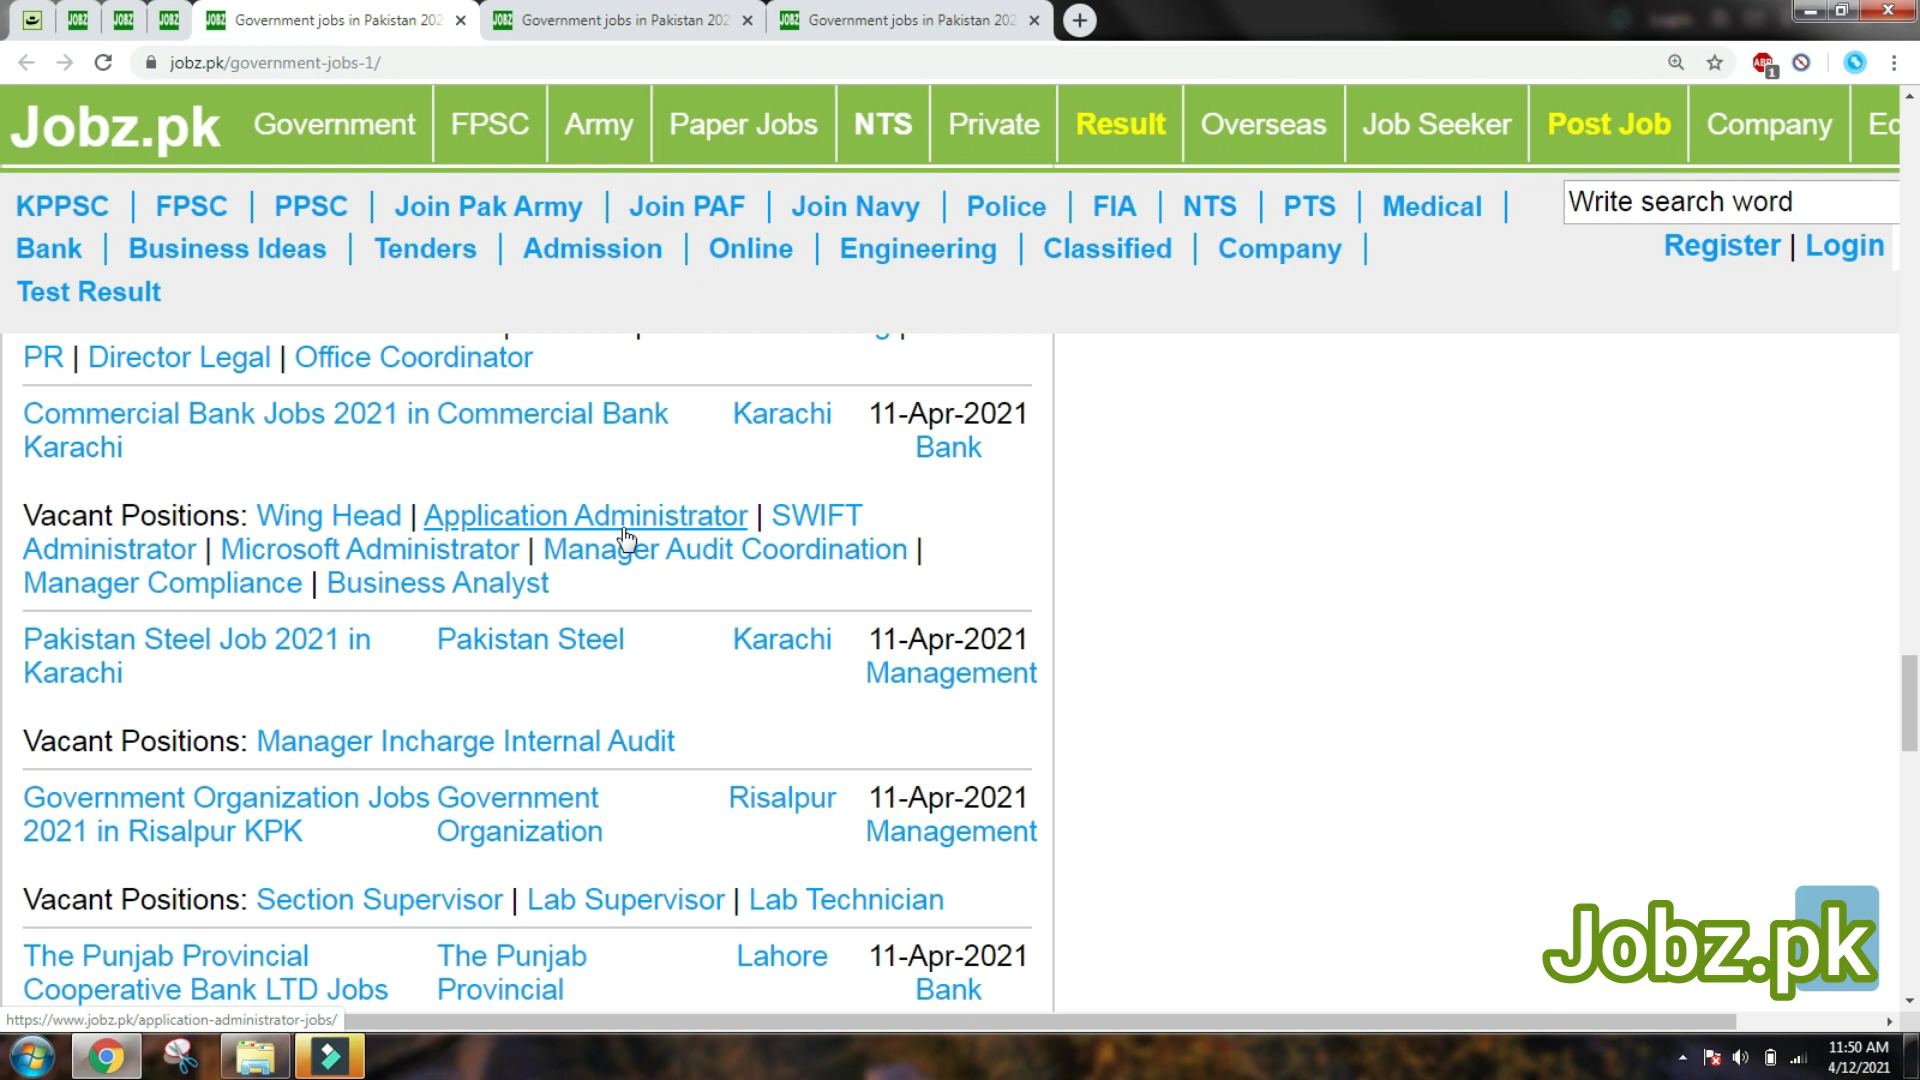 JOBZ
JOBZ
JOBZ
JOBZ Government jobs in Pakistan 202
JOBZ Government jobs in Pakistan 202
JOBZ Government jobs in Pakistan 202
jobz.pk/government-jobs-1/
ABP 1
Jobz.pk Government FPSC Army Paper Jobs NTS Private Result Overseas Job Seeker Post Job Company Ec
KPPSC | FPSC | PPSC | Join Pak Army | Join PAF | Join Navy | Police | FIA | NTS | PTS | Medical |
Write search word
Bank | Business Ideas | Tenders | Admission | Online | Engineering | Classified | Company |
Register | Login
Test Result
PR | Director Legal | Office Coordinator
Commercial Bank Jobs 2021 in Commercial Bank Karachi 11-Apr-2021
Karachi Bank
Vacant Positions: Wing Head | Application Administrator | SWIFT
Administrator | Microsoft Administrator | Manager Audit Coordination |
Manager Compliance | Business Analyst
Pakistan Steel Job 2021 in Pakistan Steel Karachi 11-Apr-2021
Karachi Management
Vacant Positions: Manager Incharge Internal Audit
Government Organization Jobs Government Risalpur 11-Apr-2021
2021 in Risalpur KPK Organization Management
Vacant Positions: Section Supervisor | Lab Supervisor | Lab Technician
The Punjab Provincial The Punjab Lahore 11-Apr-2021
Cooperative Bank LTD Jobs Provincial Bank
Jobz.pk
https://www.jobz.pk/application-administrator-jobs/
11:50 AM
4/12/2021